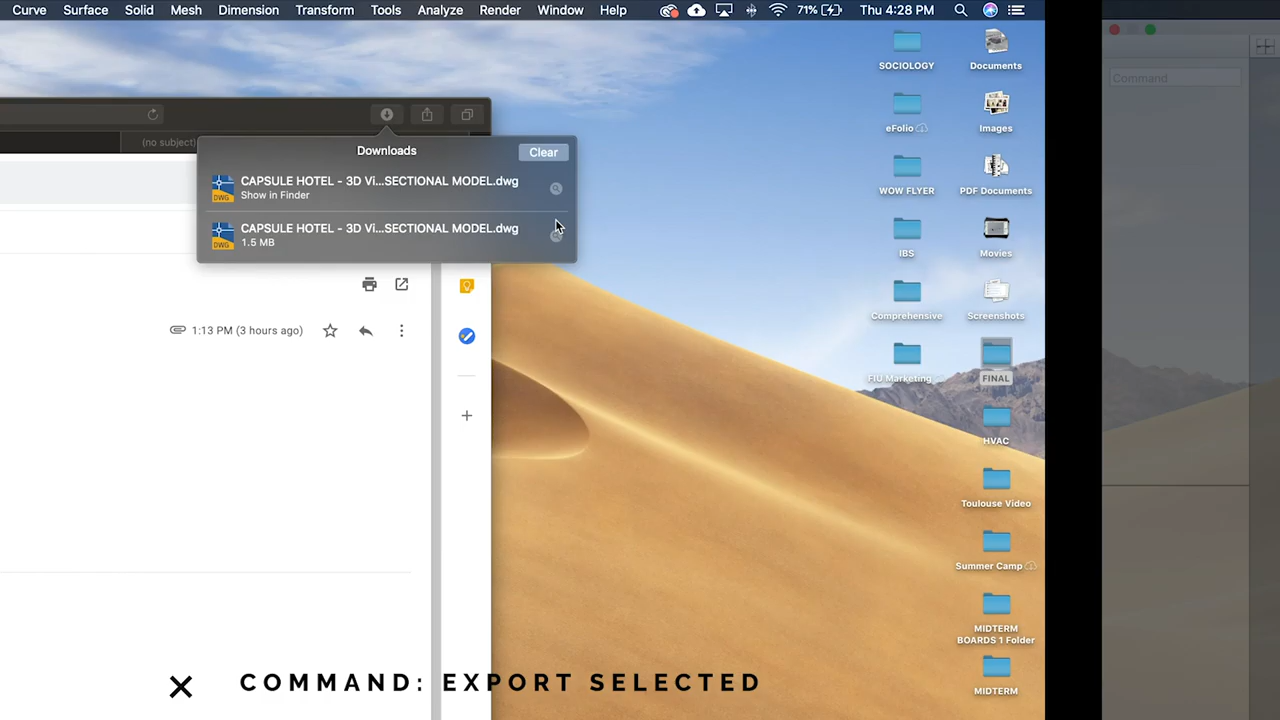 Curve Surface Solid Mesh Dimension Transform Tools Analyze Render Window Help 71% Thu 4:28 PM
Command
(no subject)
Downloads
Clear
CAPSULE HOTEL - 3D Vi...SECTIONAL MODEL.dwg
Show in Finder
DWG
CAPSULE HOTEL - 3D Vi...SECTIONAL MODEL.dwg
1.5 MB
DWG
1:13 PM (3 hours ago)
SOCIOLOGY
Documents
eFolio
Images
WOW FLYER
PDF Documents
IBS
Movies
Comprehensive
Screenshots
FIU Marketing
FINAL
HVAC
Toulouse Video
Summer Camp
MIDTERM
BOARDS 1 Folder
MIDTERM
COMMAND: EXPORT SELECTED